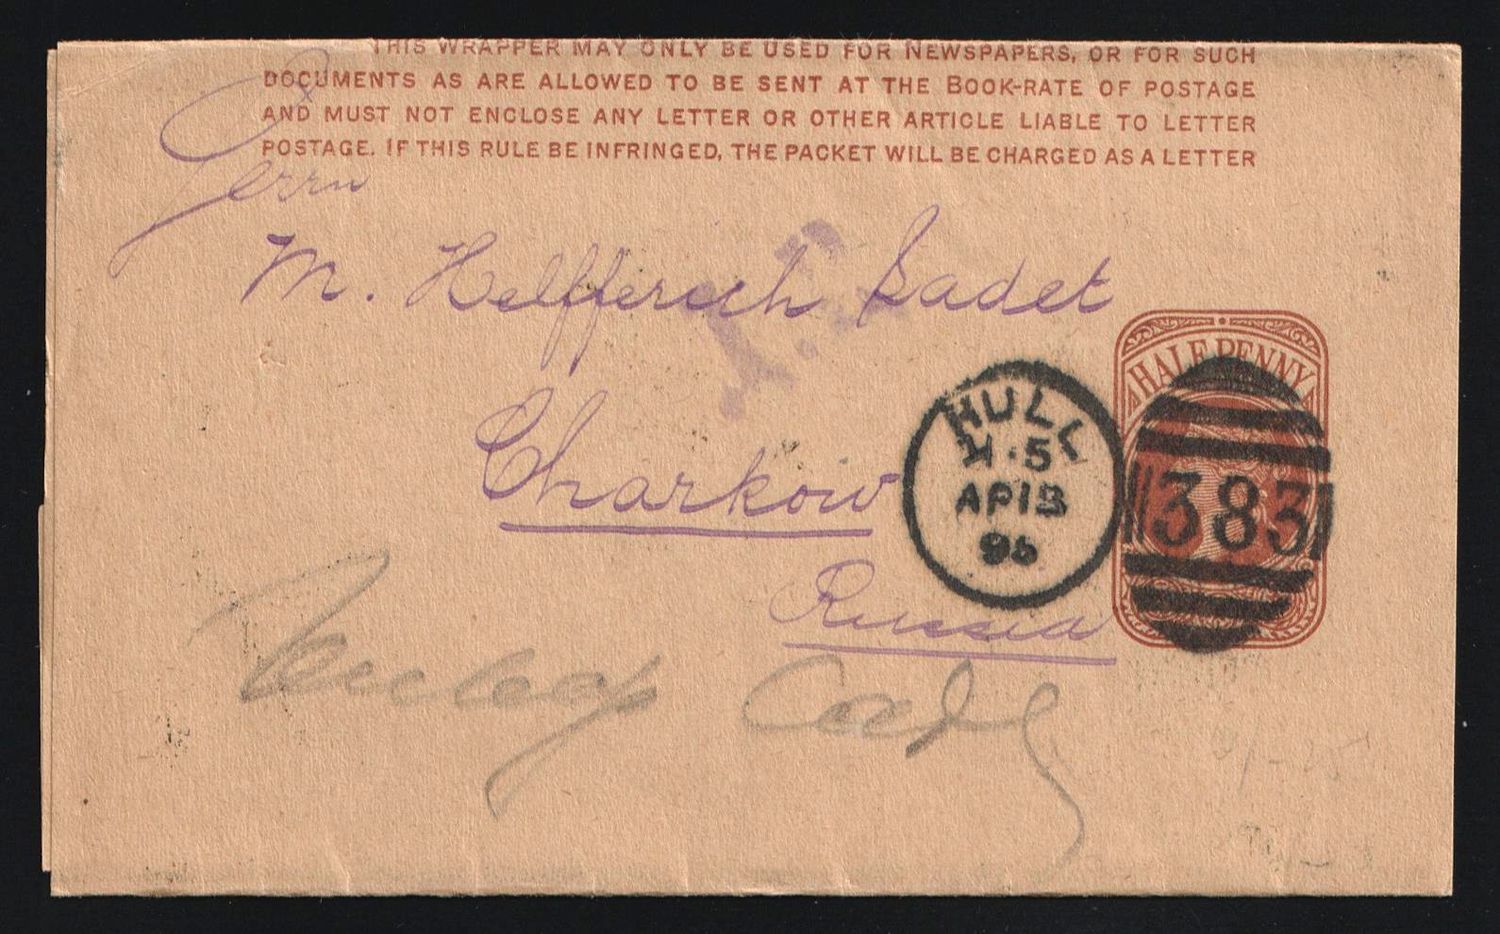 THIS WRAPPER MAY ONLY BE USED FOR NEWSPAPERS, OR FOR SUCH
DOCUMENTS AS ARE ALLOWED TO BE SENT AT THE BOOK-RATE OF POSTAGE
AND MUST NOT ENCLOSE ANY LETTER OR OTHER ARTICLE LIABLE TO LETTER
POSTAGE. IF THIS RULE BE INFRINGED, THE PACKET WILL BE CHARGED AS A LETTER
Herrn
M. Helfferich Sadet
HALFPENNY
HULL
5
AP 13
383
Charkow
Russia